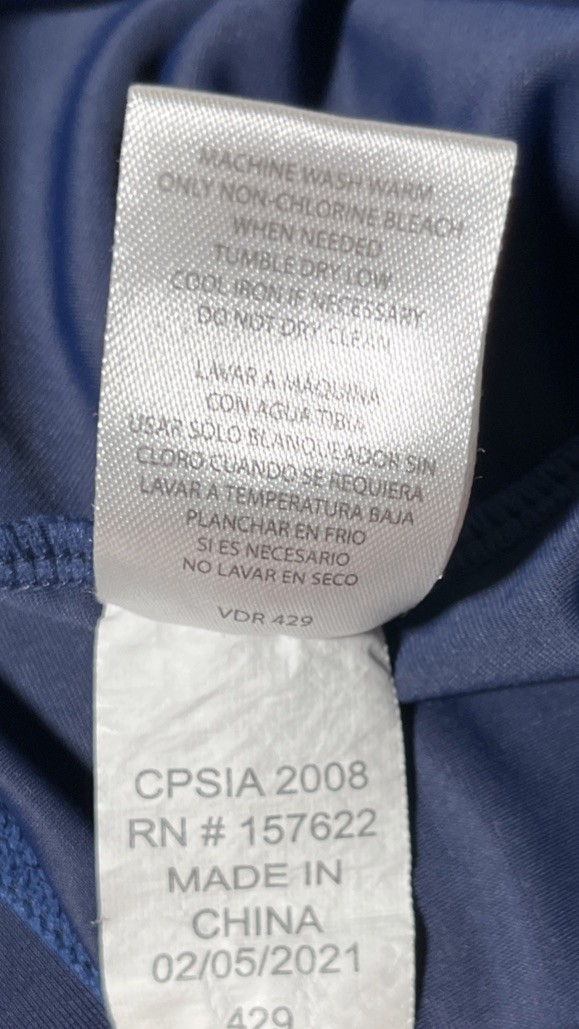 MACHINE WASH WARM
ONLY NON-CHLORINE BLEACH
WHEN NEEDED
TUMBLE DRY LOW
COOL IRON IF NECESSARY
DO NOT DRY CLEAN
LAVAR A MAQUINA
CON AGUA TIBIA
USAR SOLO BLANQUEADOR SIN
CLORO CUANDO SE REQUIERA
LAVAR A TEMPERATURA BAJA
PLANCHAR EN FRIO
SI ES NECESARIO
NO LAVAR EN SECO
VDR 429
CPSIA 2008
RN # 157622
MADE IN
CHINA
02/05/2021
429